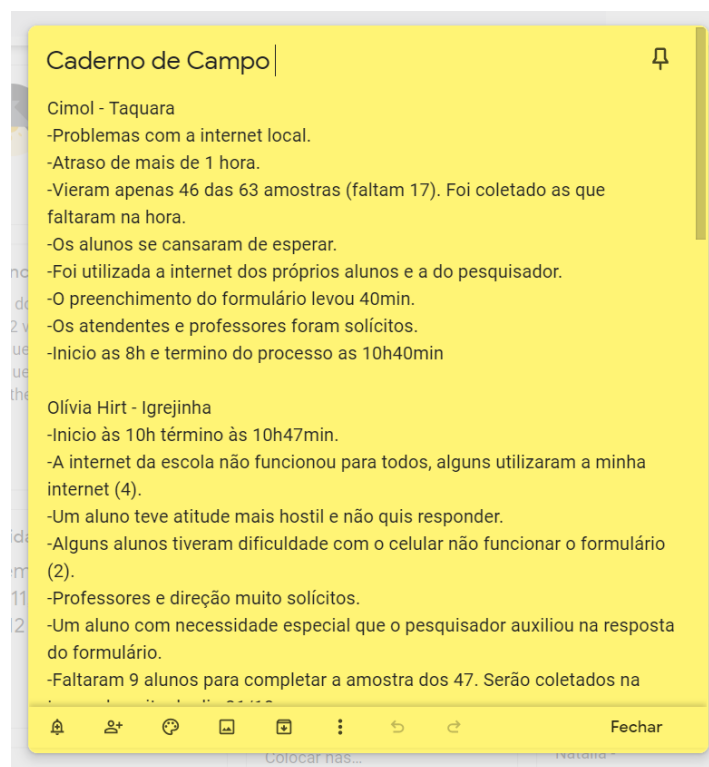 Caderno de Campo
Cimol - Taquara
-Problemas com a internet local.
-Atraso de mais de 1 hora.
-Vieram apenas 46 das 63 amostras (faltam 17). Foi coletado as que
faltaram na hora.
-Os alunos se cansaram de esperar.
-Foi utilizada a internet dos próprios alunos e a do pesquisador.
-O preenchimento do formulário levou 40min.
-Os atendentes e professores foram solícitos.
-Inicio as 8h e termino do processo as 10h40min
Olívia Hirt - Igrejinha
-Inicio às 10h término às 10h47min.
-A internet da escola não funcionou para todos, alguns utilizaram a minha
internet (4).
-Um aluno teve atitude mais hostil e não quis responder.
-Alguns alunos tiveram dificuldade com o celular não funcionar o formulário
(2).
-Professores e direção muito solícitos.
-Um aluno com necessidade especial que o pesquisador auxiliou na resposta
do formulário.
-Faltaram 9 alunos para completar a amostra dos 47. Serão coletados na
Fechar
Colocar nas...
Natália -